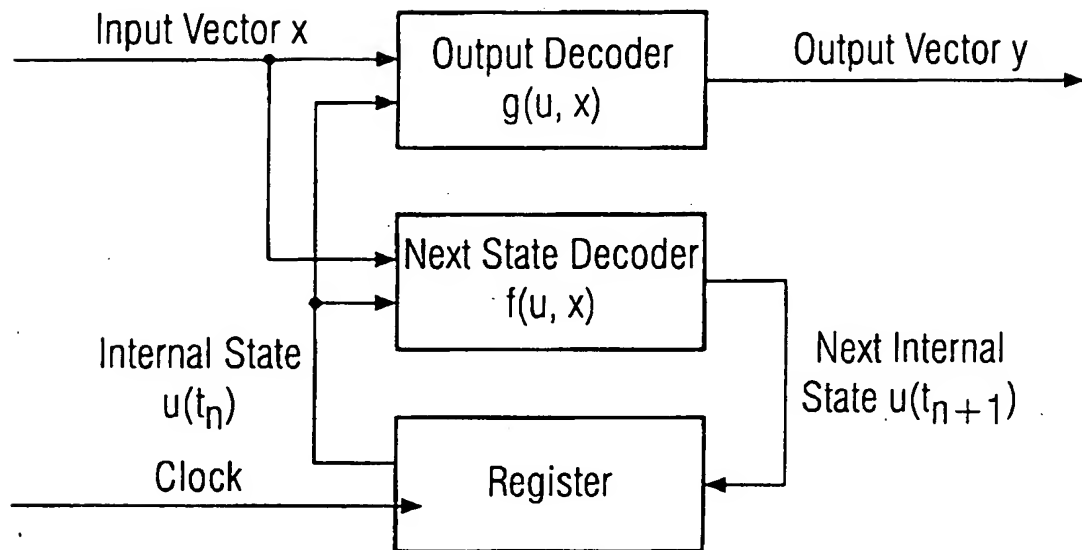 Input Vector x
Output Decoder
g(u, x)
Output Vector y
Next State Decoder
f(u, x)
Internal State
u(tn)
Next Internal
State u(tn+1)
Clock
Register